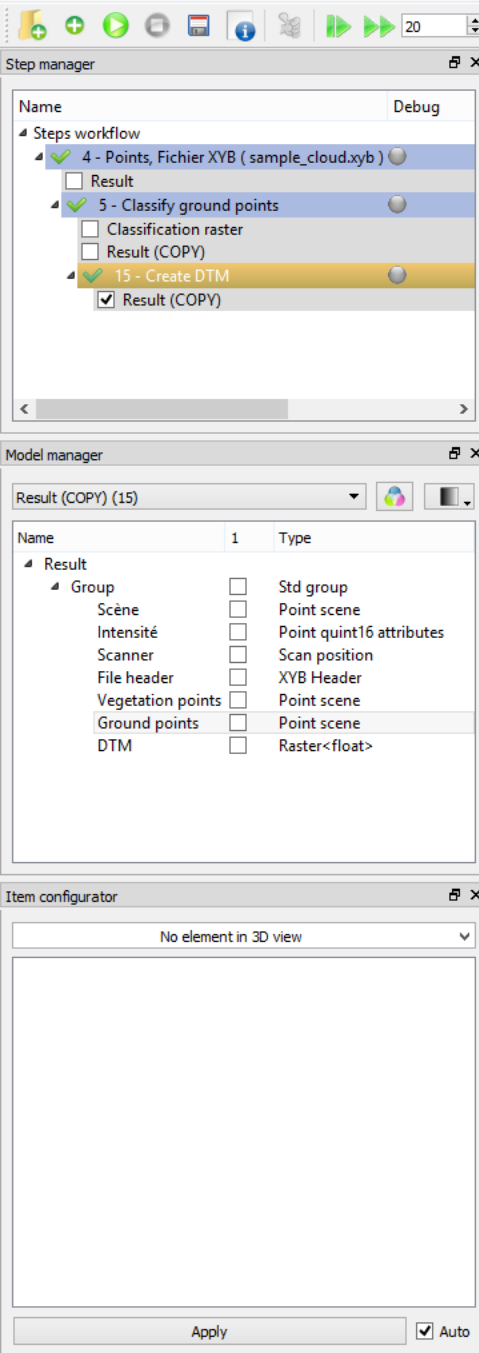 20
Step manager
Name Debug
Steps workflow
4 - Points, Fichier XYB ( sample_cloud.xyb )
Result
5 - Classify ground points
Classification raster
Result (COPY)
15 - Create DTM
Result (COPY)
Model manager
Result (COPY) (15)
Name 1 Type
Result
Group Std group
Scène Point scene
Intensité Point quint16 attributes
Scanner Scan position
File header XYB Header
Vegetation points Point scene
Ground points Point scene
DTM Raster<float>
Item configurator
No element in 3D view
Apply Auto